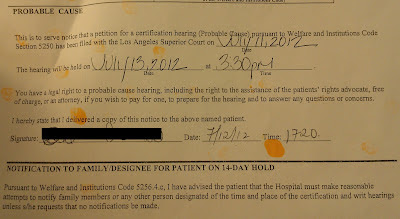 PROBABLE CAUSE
This is to serve notice that a petition for a certification hearing (Probable Cause) pursuant to Welfare and Institutions Code
Section 5250 has been filed with the Los Angeles Superior Court on July 11, 2012
Date
The hearing will be held on July 13, 2012 at 3:30pm
Date Time
You have a legal right to a probable cause hearing, including the right to the assistance of the patients' rights advocate, free
of charge, or an attorney, if you wish to pay for one, to prepare for the hearing and to answer any questions or concerns.
I hereby state that I delivered a copy of this notice to the above named patient.
Signature: Date: 7/12/12 Time: 1720.
NOTIFICATION TO FAMILY/DESIGNEE FOR PATIENT ON 14-DAY HOLD
Pursuant to Welfare and Institutions Code 5256.4.c, I have advised the patient that the Hospital must make reasonable
attempts to notify family members or any other person designated of the time and place of the certification and writ hearings
unless s/he requests that no notifications be made.